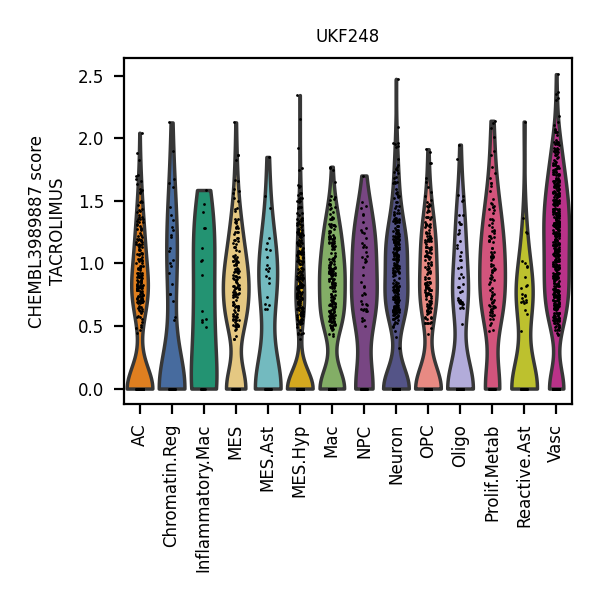 UKF248
CHEMBL3989887 score
TACROLIMUS
2.5
2.0
1.5
1.0
0.5
0.0
AC
Chromatin.Reg
Inflammatory.Mac
MES
MES.Ast
MES.Hyp
Mac
NPC
Neuron
OPC
Oligo
Prolif.Metab
Reactive.Ast
Vasc